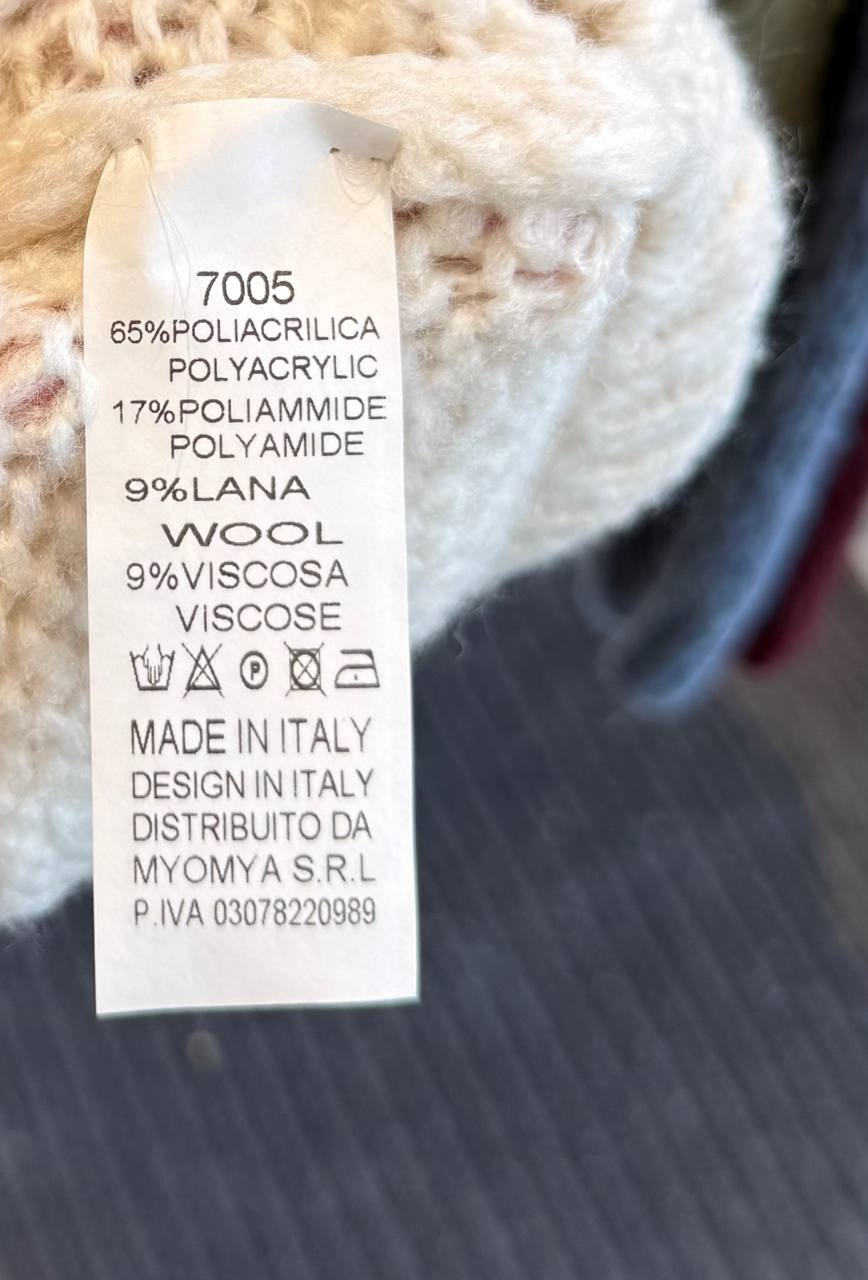 7005
65%POLIACRILICA
POLYACRYLIC
17%POLIAMMIDE
POLYAMIDE
9%LANA
WOOL
9%VISCOSA
VISCOSE
P
MADE IN ITALY
DESIGN IN ITALY
DISTRIBUITO DA
MYOMYA S.R.L
P.IVA 03078220989